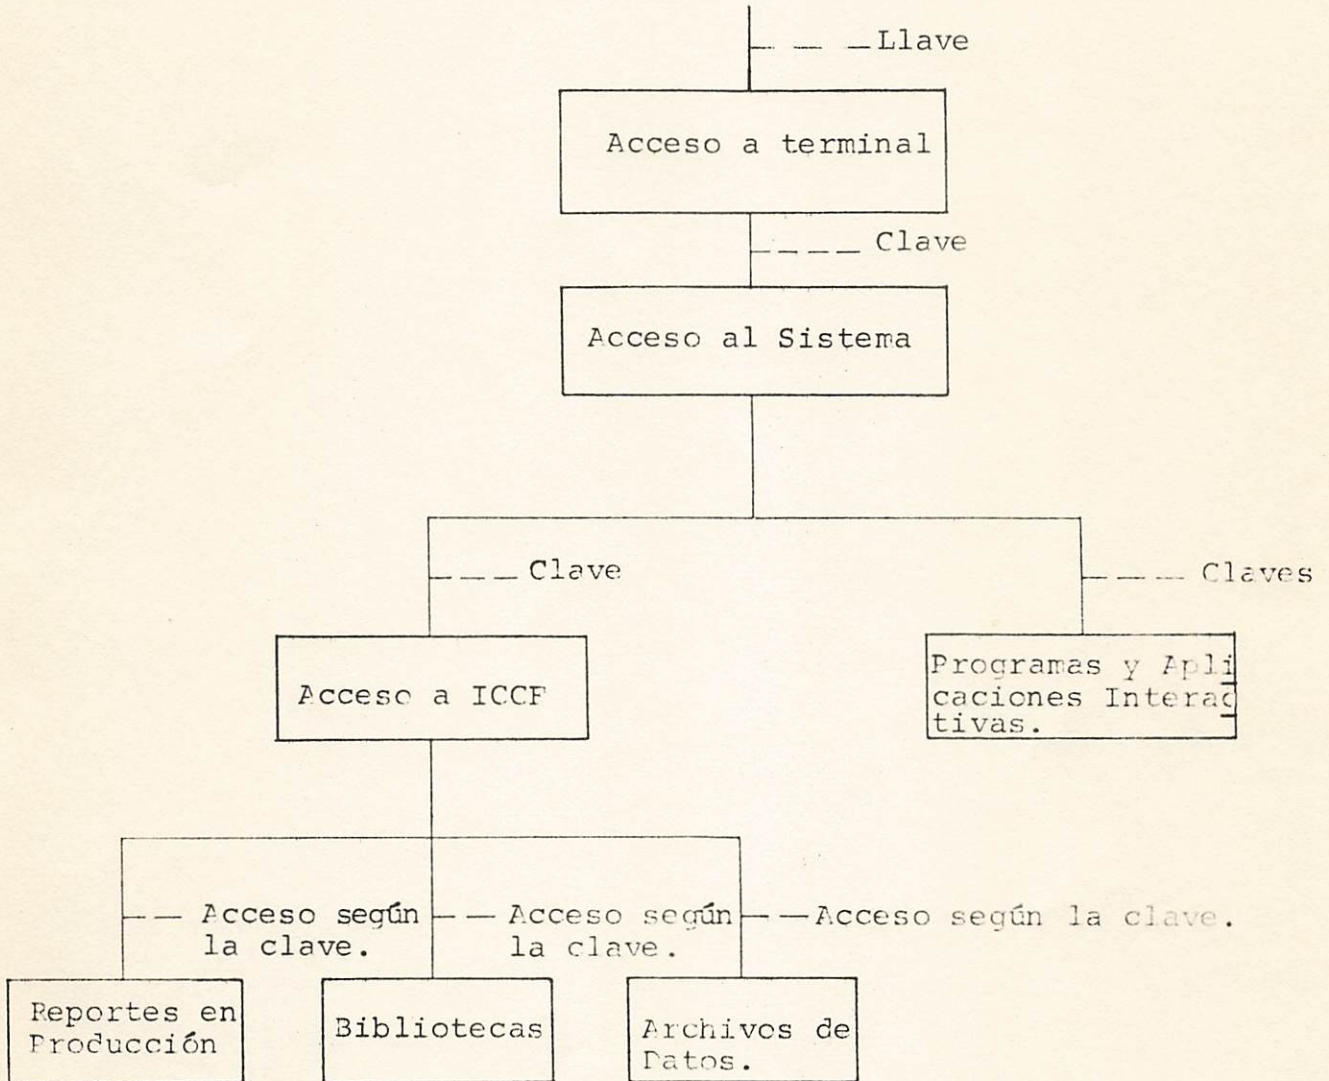 Llave
Acceso a terminal
Clave
Acceso al Sistema
Clave
Claves
Acceso a ICCF
Programas y Apli
caciones Interac
tivas.
Acceso según
la clave.
Acceso según
la clave.
Acceso según la clave.
Reportes en
Producción
Bibliotecas
Archivos de
Datos.